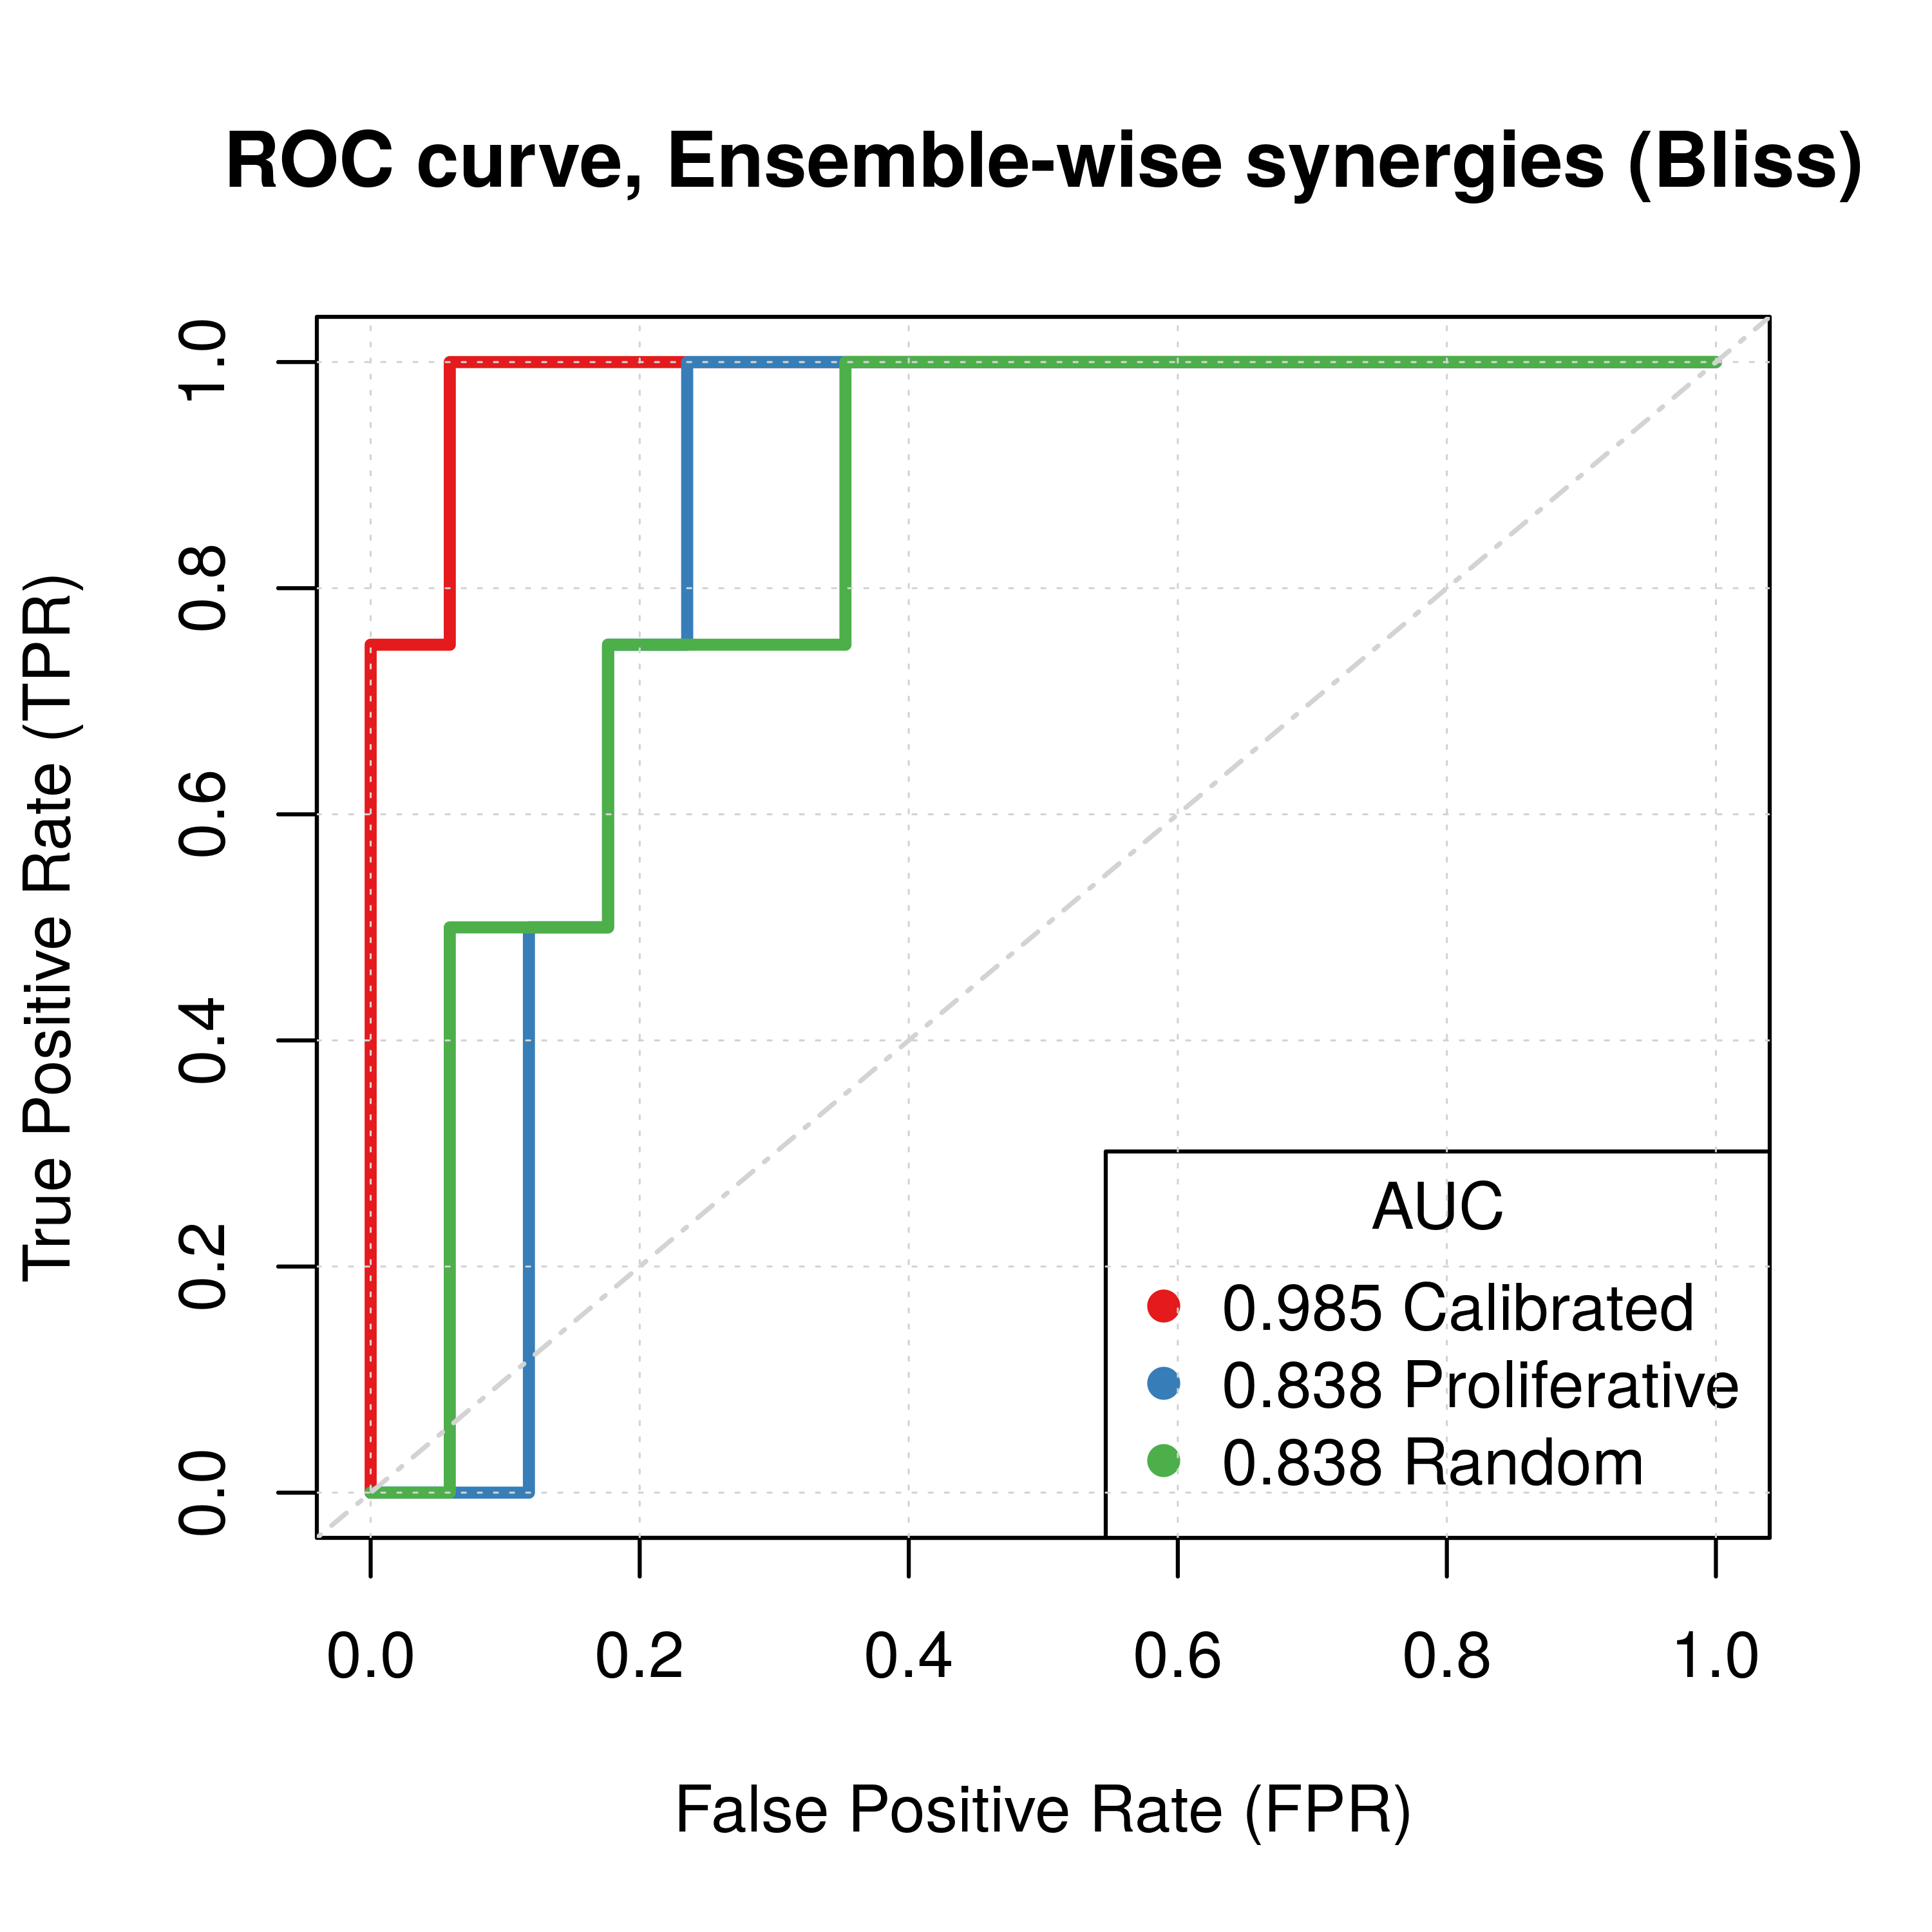 ROC curve, Ensemble-wise synergies (Bliss)
True Positive Rate (TPR)
1.0
0.8
0.6
0.4
0.2
0.0
AUC
0.985 Calibrated
0.838 Proliferative
0.838 Random
0.0 0.2 0.4 0.6 0.8 1.0
False Positive Rate (FPR)